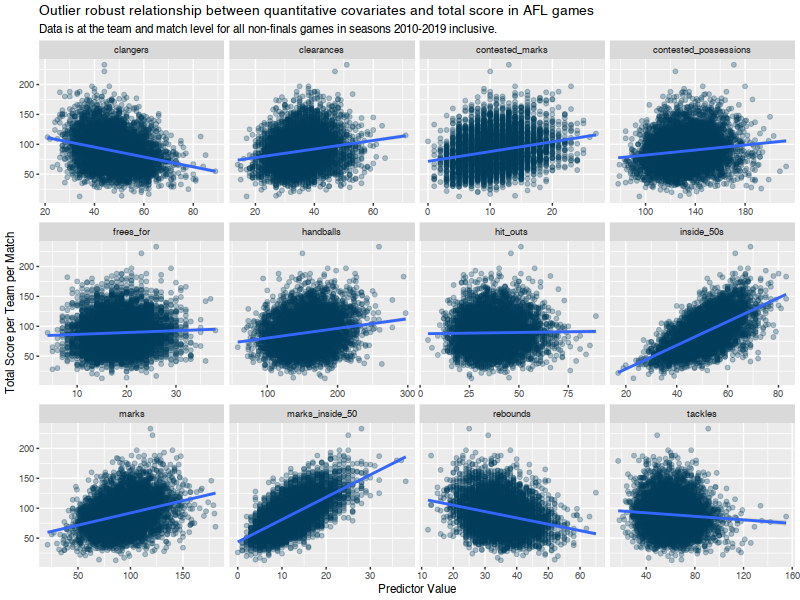 Outlier robust relationship between quantitative covariates and total score in AFL games
Data is at the team and match level for all non-finals games in seasons 2010-2019 inclusive.
clangers clearances contested_marks contested_possessions
200
150
100
50
20 40 60 80 20 40 60 0 10 20 100 140 180
frees_for handballs hit_outs inside_50s
200
150
100
50
10 20 30 100 200 300 0 25 50 75 20 40 60 80
marks marks_inside_50 rebounds tackles
200
150
100
50
50 100 150 0 10 20 30 10 20 30 40 50 60 40 80 120 160
Total Score per Team per Match
Predictor Value